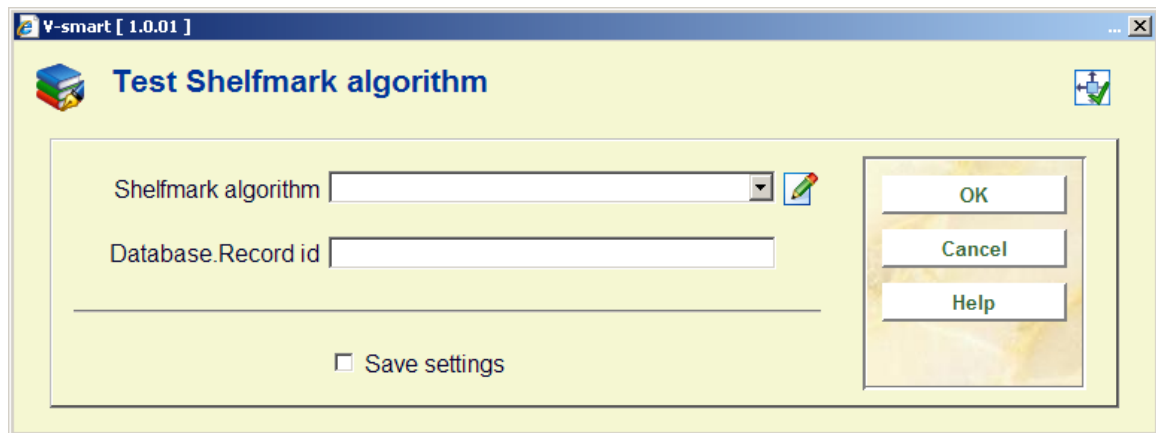 V-smart [ 1.0.01 ] ...
Test Shelfmark algorithm
Shelfmark algorithm
Database.Record id
Save settings
OK
Cancel
Help